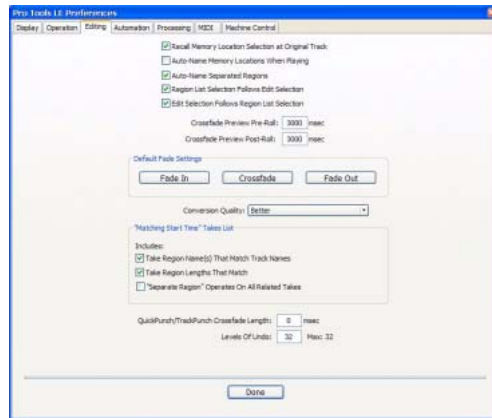 Pro Tools LE Preferences
Display Operation Editing Automation Processing MIDI Machine Control
Recall Memory Location Selection at Original Track
Auto-Name Memory Locations When Playing
Auto-Name Separated Regions
Region List Selection Follows Edit Selection
Edit Selection Follows Region List Selection
Crossfade Preview Pre-Roll: 3000 msec
Crossfade Preview Post-Roll: 3000 msec
Default Fade Settings
Fade In Crossfade Fade Out
Conversion Quality: Better
"Matching Start Time" Takes List
Includes:
Take Region Name(s) That Match Track Names
Take Region Lengths That Match
"Separate Region" Operates On All Related Takes
QuickPunch/TrackPunch Crossfade Length: 0 msec
Levels Of Undo: 32 Max: 32
Done